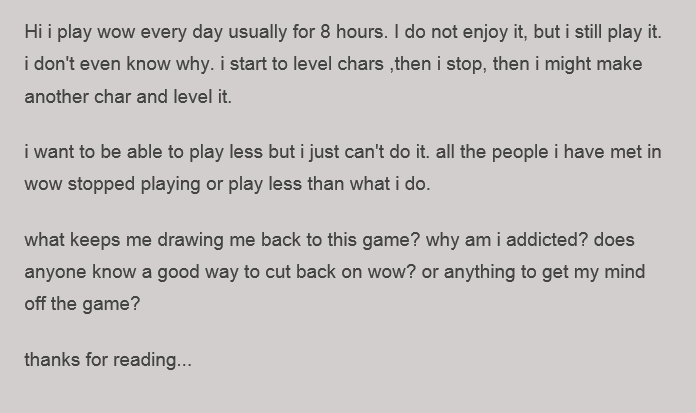 Hi i play wow every day usually for 8 hours. I do not enjoy it, but i still play it.
i don't even know why. i start to level chars ,then i stop, then i might make
another char and level it.
i want to be able to play less but i just can't do it. all the people i have met in
wow stopped playing or play less than what i do.
what keeps me drawing me back to this game? why am i addicted? does
anyone know a good way to cut back on wow? or anything to get my mind
off the game?
thanks for reading...